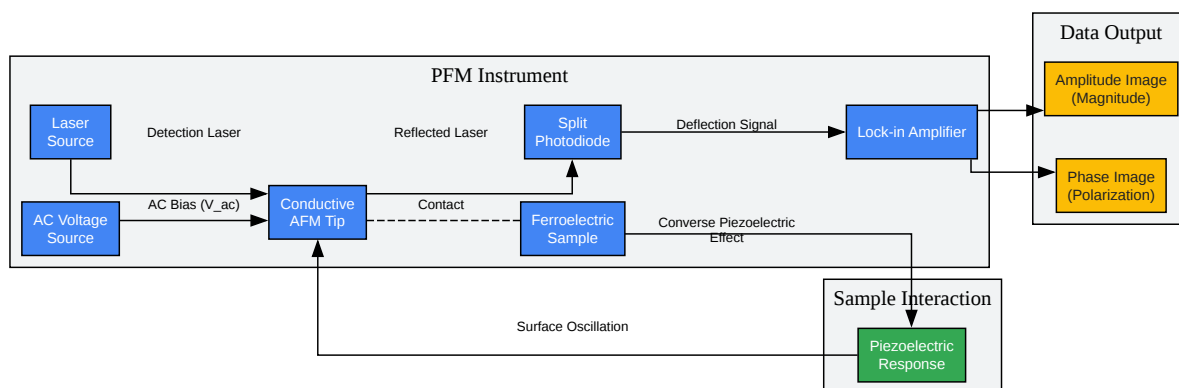 Data Output
PFM Instrument
Amplitude Image
(Magnitude)
Laser
Source
Detection Laser
Reflected Laser
Split
Photodiode
Deflection Signal
Lock-in Amplifier
Phase Image
(Polarization)
AC Voltage
Source
AC Bias (V_ac)
Conductive
AFM Tip
Contact
Ferroelectric
Sample
Converse Piezoelectric
Effect
Sample Interaction
Surface Oscillation
Piezoelectric
Response